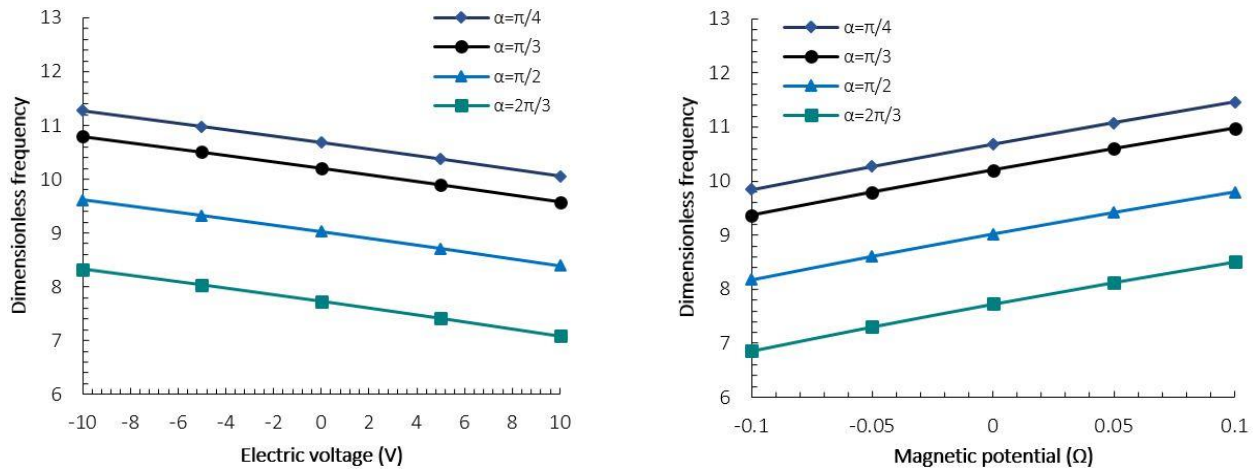 13
12
11
10
9
8
7
6
-10
-8
-6
-4
-2
0
2
4
6
8
10
Dimensionless frequency
Electric voltage (V)
α=π/4
α=π/3
α=π/2
α=2π/3
13
12
11
10
9
8
7
6
-0.1
-0.05
0
0.05
0.1
Dimensionless frequency
Magnetic potential (Ω)
α=π/4
α=π/3
α=π/2
α=2π/3